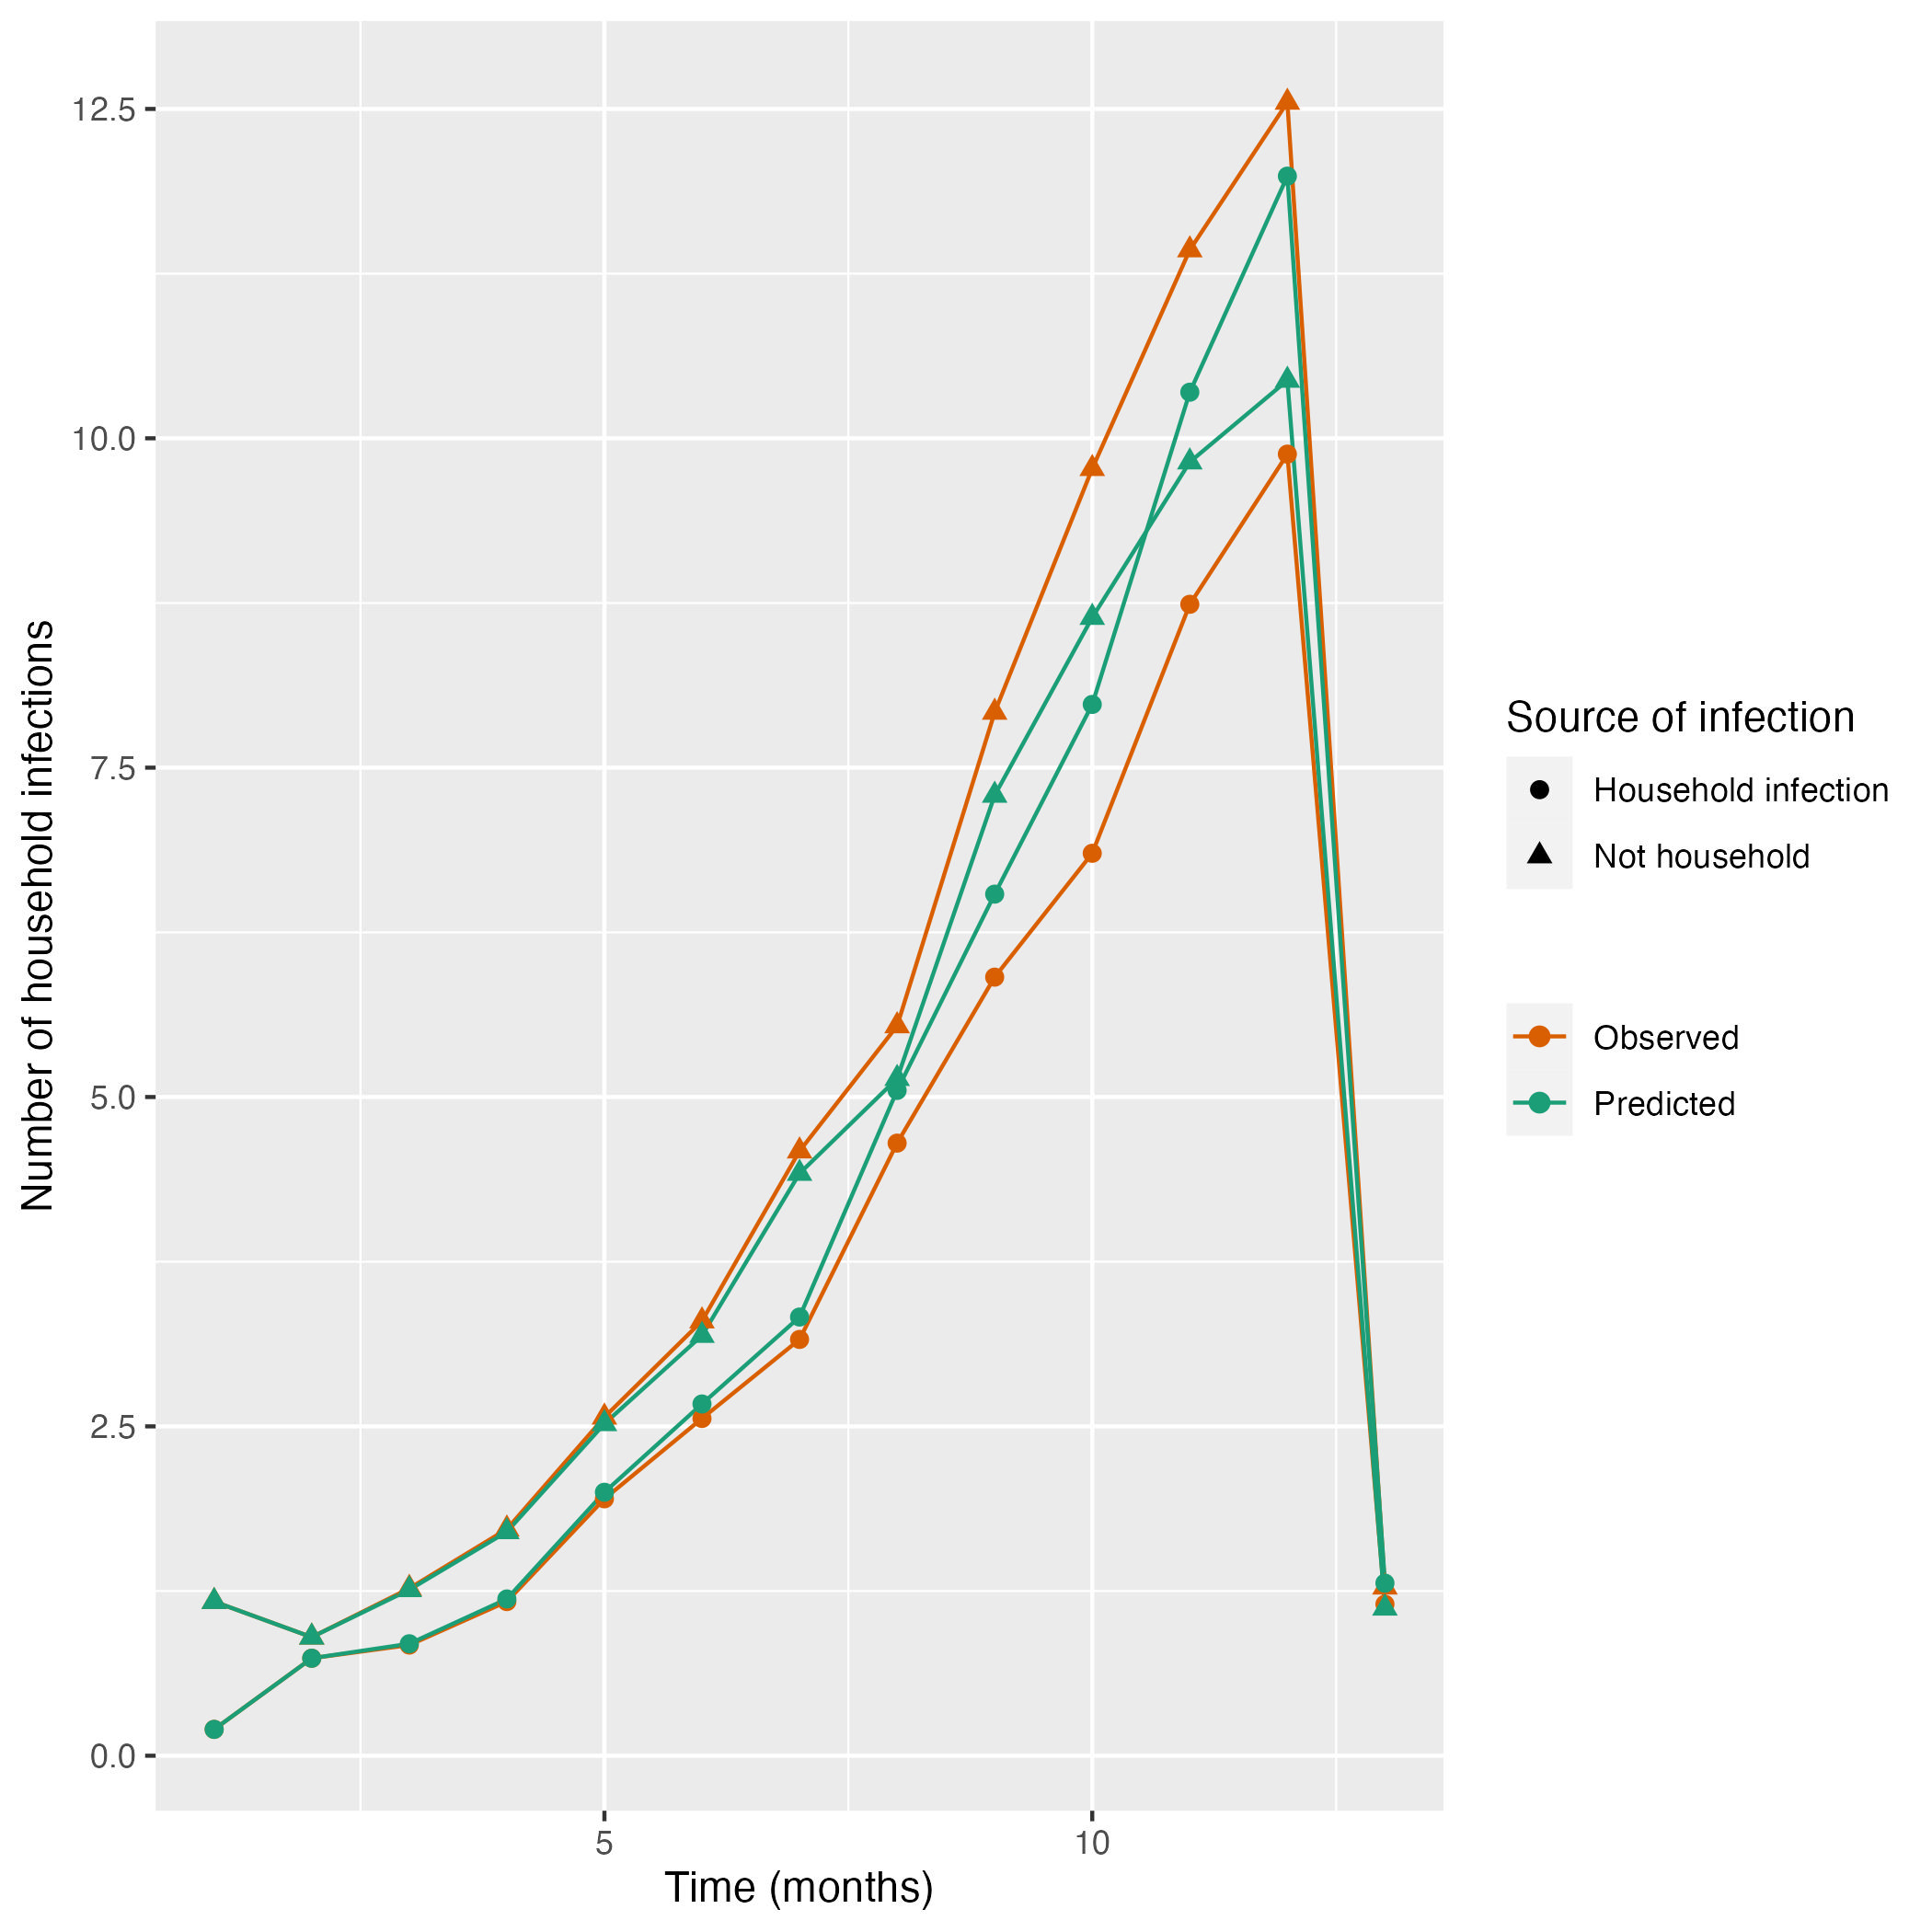 Number of household infections
12.5
10.0
7.5
5.0
2.5
0.0
5
10
Time (months)
Source of infection
Household infection
Not household
Observed
Predicted